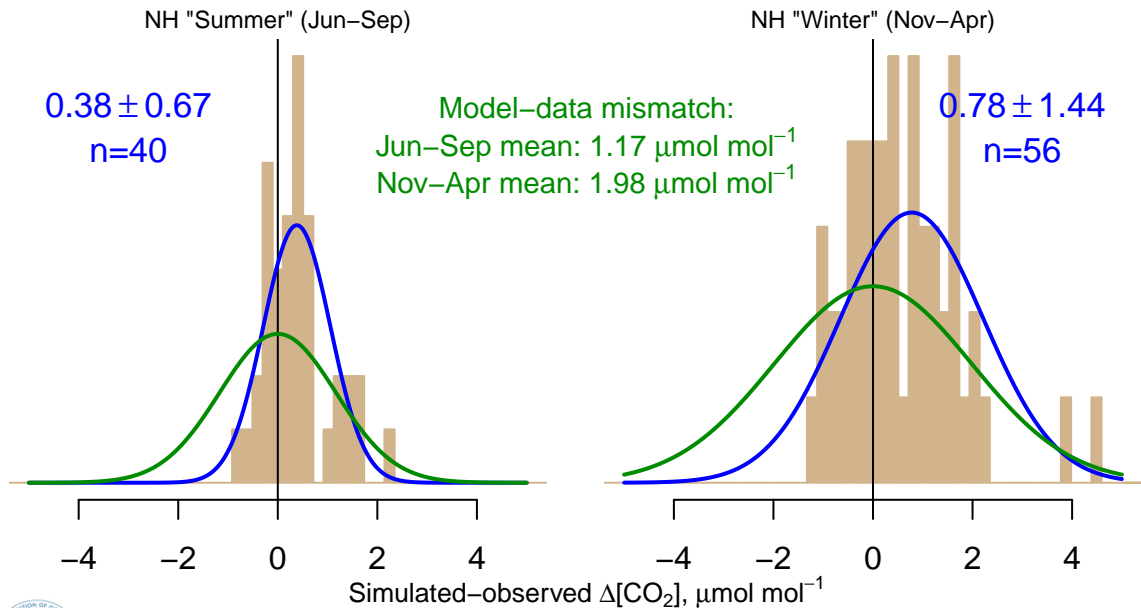 NH "Summer" (Jun−Sep)
0.38 ± 0.67
n=40
Model−data mismatch:
Jun−Sep mean: 1.17 μmol mol⁻¹
Nov−Apr mean: 1.98 μmol mol⁻¹
NH "Winter" (Nov−Apr)
0.78 ± 1.44
n=56
−4 −2 0 2 4
−4 −2 0 2 4
Simulated−observed Δ[CO₂], μmol mol⁻¹